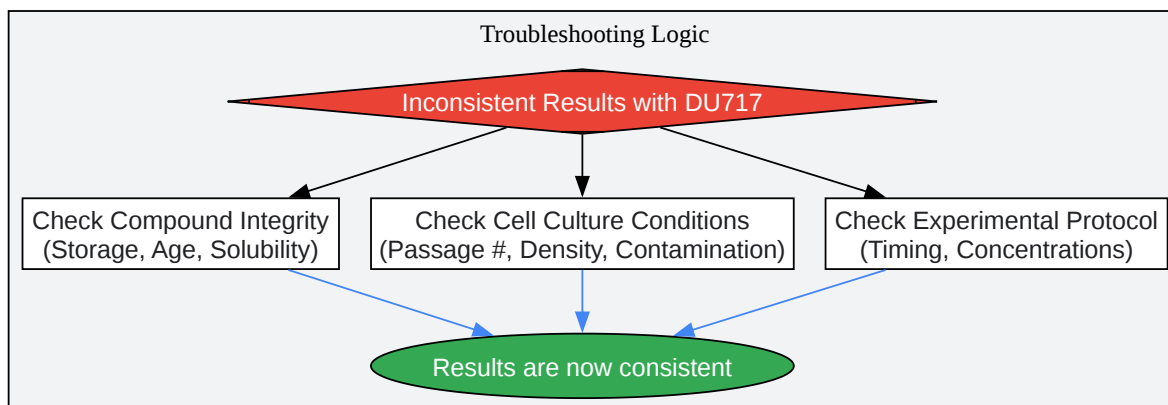 Troubleshooting Logic
Inconsistent Results with DU717
Check Compound Integrity
(Storage, Age, Solubility)
Check Cell Culture Conditions
(Passage #, Density, Contamination)
Check Experimental Protocol
(Timing, Concentrations)
Results are now consistent